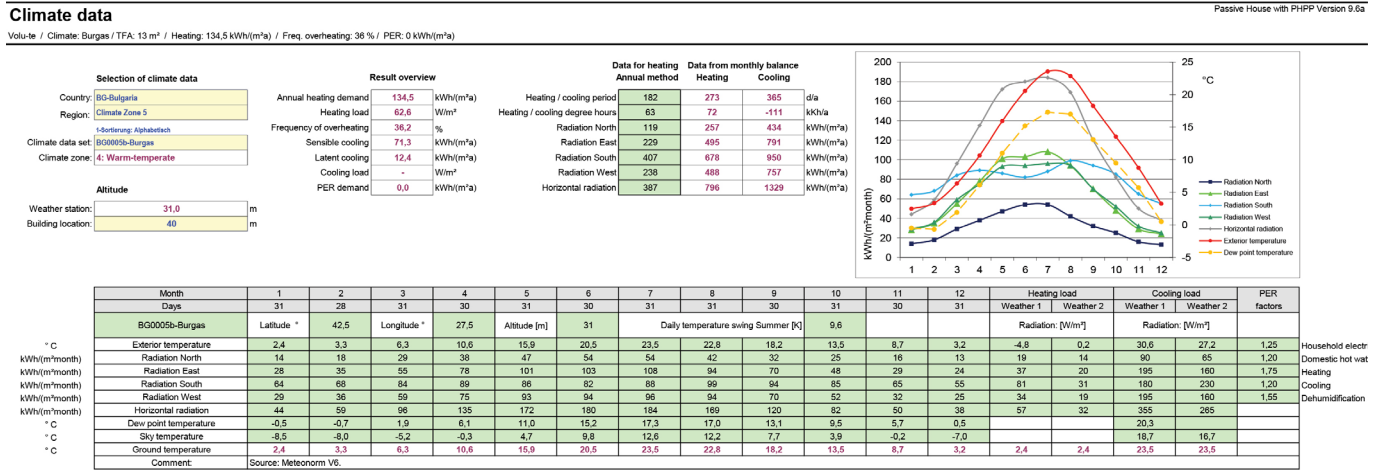 Climate data
Passive House with PHPP Version 9.6a
Volu-te / Climate: Burgas / TFA: 13 m² / Heating: 134,5 kWh/(m²a) / Freq. overheating: 36 % / PER: 0 kWh/(m²a)
Selection of climate data
Country: BG-Bulgaria
Region: Climate Zone 5
1-Sortierung: Alphabetisch
Climate data set: BG0005b-Burgas
Climate zone: 4: Warm-temperate
Altitude
Weather station: 31,0 m
Building location: 40 m
Result overview
Annual heating demand 134,5 kWh/(m²a)
Heating load 62,6 W/m²
Frequency of overheating 36,2 %
Sensible cooling 71,3 kWh/(m²a)
Latent cooling 12,4 kWh/(m²a)
Cooling load - W/m²
PER demand 0,0 kWh/(m²a)
Data for heating Data from monthly balance
Annual method Heating Cooling
Heating / cooling period 182 273 365 d/a
Heating / cooling degree hours 63 72 -111 kKh/a
Radiation North 119 257 434 kWh/(m²a)
Radiation East 229 495 791 kWh/(m²a)
Radiation South 407 678 950 kWh/(m²a)
Radiation West 238 488 757 kWh/(m²a)
Horizontal radiation 387 796 1329 kWh/(m²a)
200
180
160
140
120
100
80
60
40
20
0
kWh/(m²month)
1 2 3 4 5 6 7 8 9 10 11 12
25
20
15
10
5
0
-5
°C
Radiation North
Radiation East
Radiation South
Radiation West
Horizontal radiation
Exterior temperature
Dew point temperature
Month 1 2 3 4 5 6 7 8 9 10 11 12 Heating load Cooling load PER
Days 31 28 31 30 31 30 31 31 30 31 30 31 Weather 1 Weather 2 Weather 1 Weather 2 factors
BG0005b-Burgas Latitude ° 42,5 Longitude ° 27,5 Altitude [m] 31 Daily temperature swing Summer [K] 9,6 Radiation: [W/m²] Radiation: [W/m²]
° C Exterior temperature 2,4 3,3 6,3 10,6 15,9 20,5 23,5 22,8 18,2 13,5 8,7 3,2 -4,8 0,2 30,6 27,2 1,25 Household electr
kWh/(m²month) Radiation North 14 18 29 38 47 54 54 42 32 25 16 13 19 14 90 65 1,20 Domestic hot wat
kWh/(m²month) Radiation East 28 35 55 78 101 103 108 94 70 48 29 24 37 20 195 160 1,75 Heating
kWh/(m²month) Radiation South 64 68 84 89 86 82 88 99 94 85 65 55 81 31 180 230 1,20 Cooling
kWh/(m²month) Radiation West 29 36 59 75 93 94 96 94 70 52 32 25 34 19 195 160 1,55 Dehumidification
kWh/(m²month) Horizontal radiation 44 59 96 135 172 180 184 169 120 82 50 38 57 32 355 265
° C Dew point temperature -0,5 -0,7 1,9 6,1 11,0 15,2 17,3 17,0 13,1 9,5 5,7 0,5 20,3
° C Sky temperature -8,5 -8,0 -5,2 -0,3 4,7 9,8 12,6 12,2 7,7 3,9 -0,2 -7,0 18,7 16,7
° C Ground temperature 2,4 3,3 6,3 10,6 15,9 20,5 23,5 22,8 18,2 13,5 8,7 3,2 2,4 2,4 23,5 23,5
Comment: Source: Meteonorm V6.